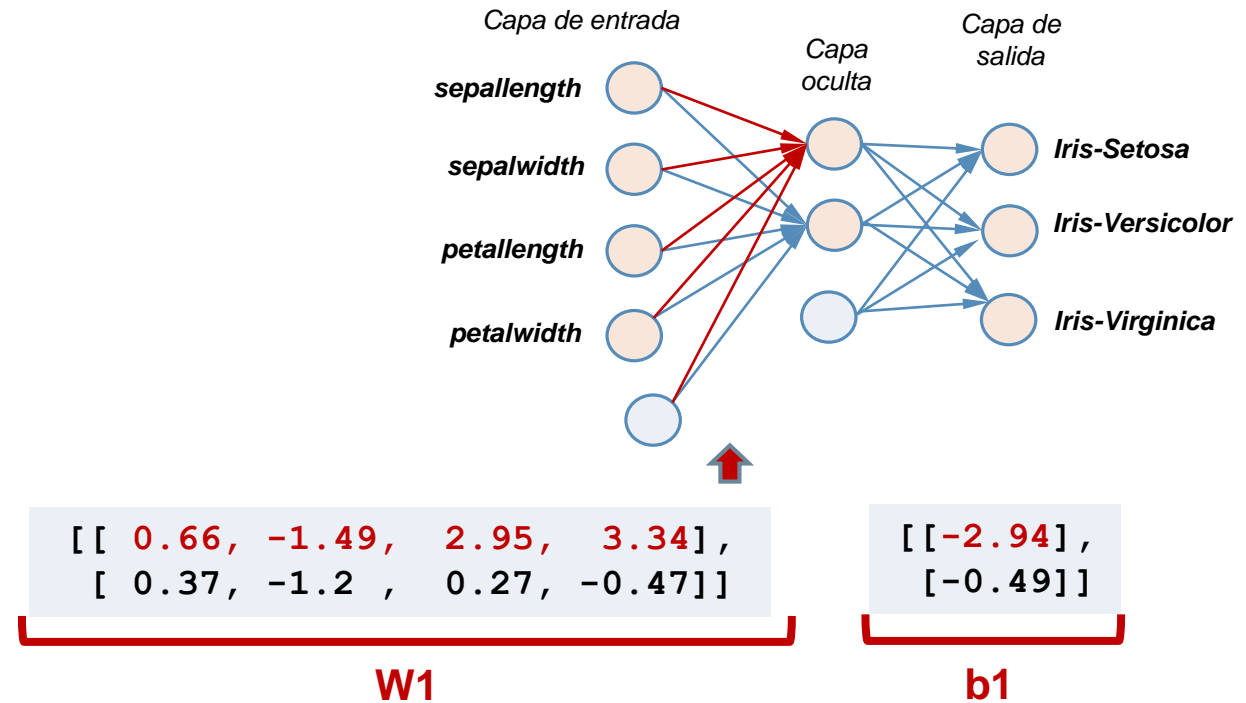 Capa de entrada
Capa
oculta
Capa de
salida
sepallength
sepalwidth
petallength
petalwidth
Iris-Setosa
Iris-Versicolor
Iris-Virginica
[[ 0.66, -1.49, 2.95, 3.34],
[ 0.37, -1.2 , 0.27, -0.47]]
W1
[[-2.94],
[-0.49]]
b1